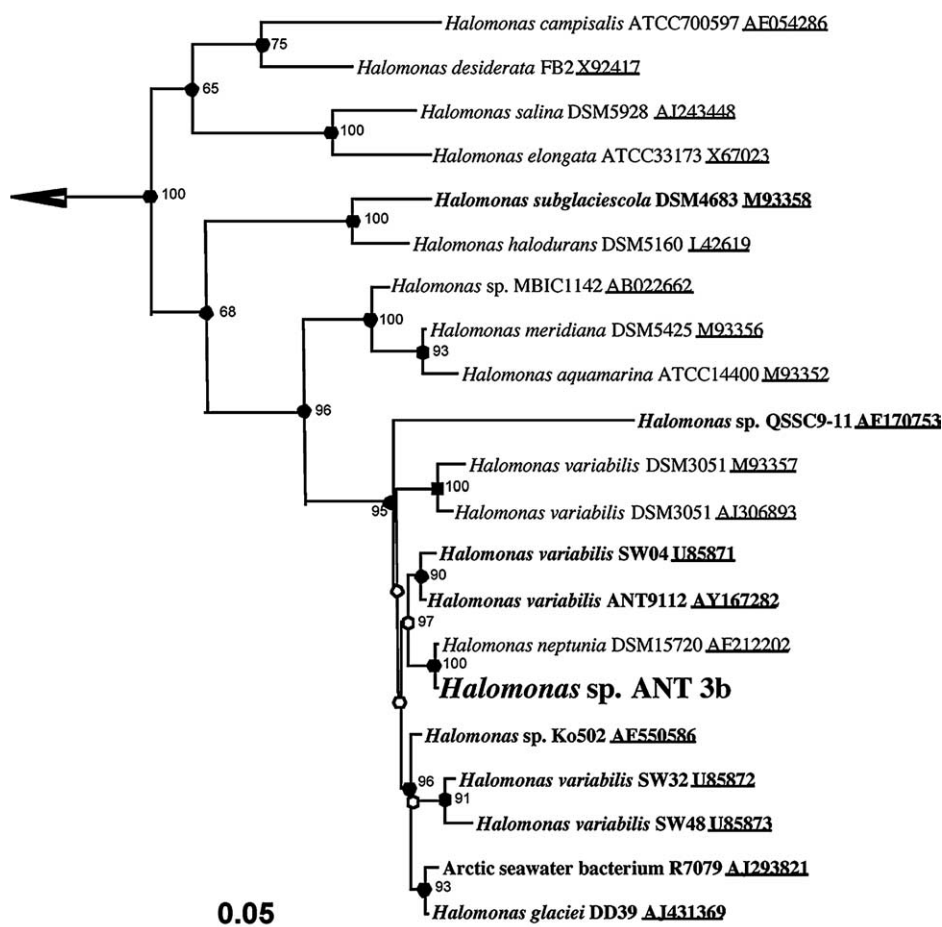 Halomonas campisalis ATCC700597 AF054286
75
Halomonas desiderata FB2 X92417
65
Halomonas salina DSM5928 AJ243448
100
Halomonas elongata ATCC33173 X67023
100
Halomonas subglaciescola DSM4683 M93358
100
Halomonas halodurans DSM5160 L42619
Halomonas sp. MBIC1142 AB022662
68
100
Halomonas meridiana DSM5425 M93356
93
Halomonas aquamarina ATCC14400 M93352
96
Halomonas sp. QSSC9-11 AF170753
Halomonas variabilis DSM3051 M93357
100
95
Halomonas variabilis DSM3051 AJ306893
Halomonas variabilis SW04 U85871
90
Halomonas variabilis ANT9112 AY167282
97
Halomonas neptunia DSM15720 AF212202
100
Halomonas sp. ANT 3b
Halomonas sp. Ko502 AF550586
96
Halomonas variabilis SW32 U85872
91
Halomonas variabilis SW48 U85873
Arctic seawater bacterium R7079 AJ293821
93
Halomonas glaciei DD39 AJ431369
0.05